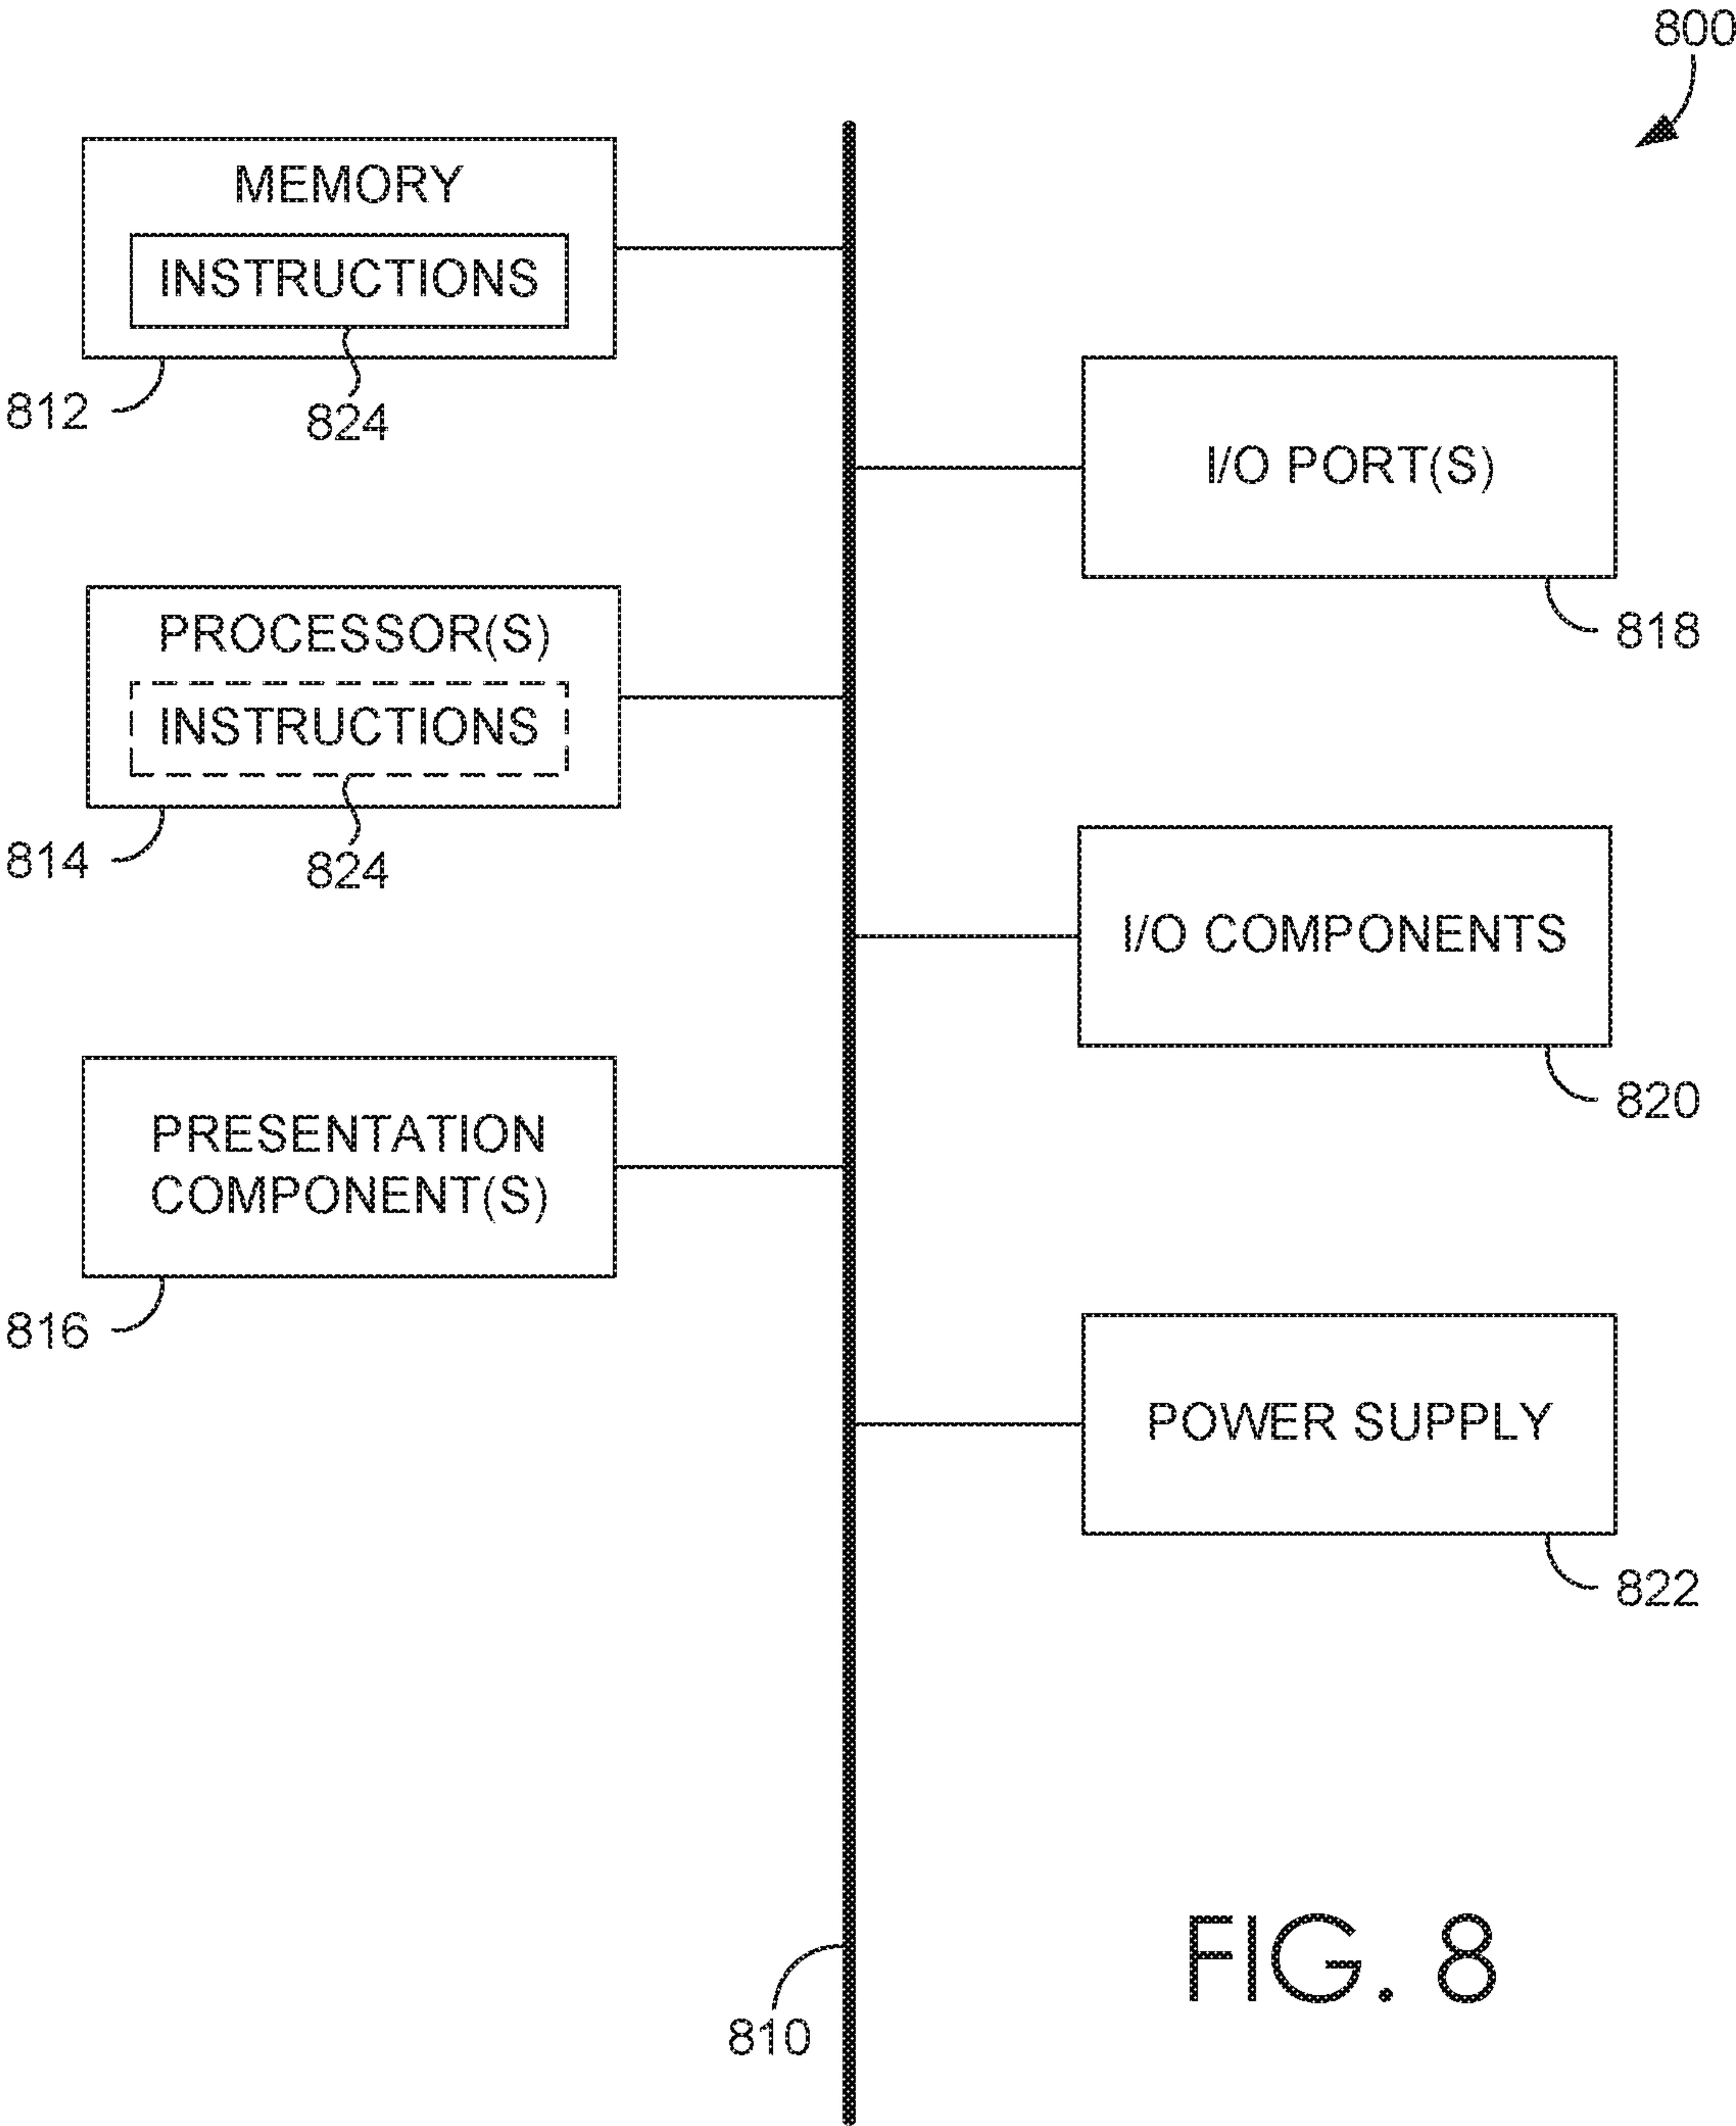 800
MEMORY
INSTRUCTIONS
812
824
I/O PORT(S)
818
PROCESSOR(S)
INSTRUCTIONS
814
824
I/O COMPONENTS
820
PRESENTATION
COMPONENT(S)
816
POWER SUPPLY
822
810
FIG. 8